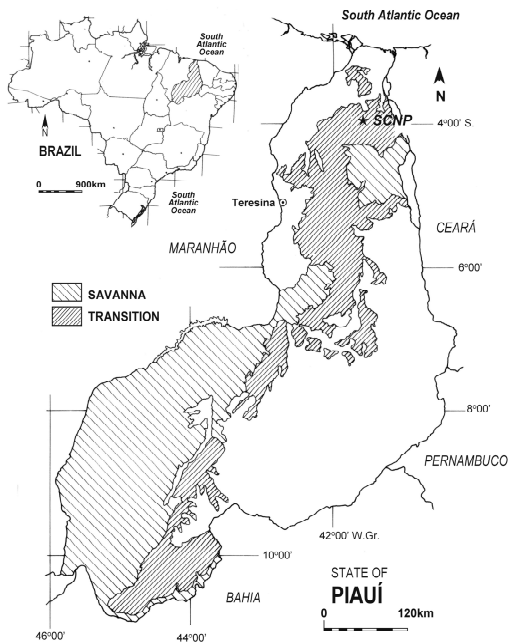 South Atlantic Ocean
South
Atlantic
Ocean
N
BRAZIL
0 900km
South
Atlantic
Ocean
N
SCNP
4°00' S.
Teresina
CEARÁ
MARANHÃO
6°00'
SAVANNA
TRANSITION
8°00'
PERNAMBUCO
42°00' W.Gr.
10°00'
STATE OF
PIAUÍ
BAHIA
0 120km
46°00'
44°00'